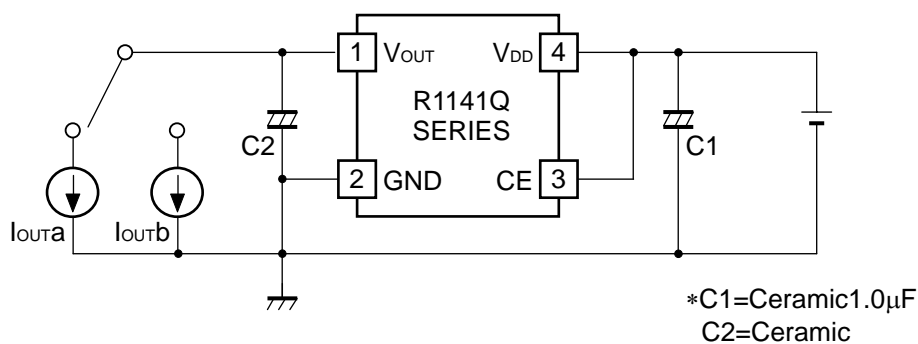 1 VOUT
VDD 4
R1141Q
SERIES
C2
C1
2 GND
CE 3
IOUTa
IOUTb
*C1=Ceramic1.0μF
C2=Ceramic